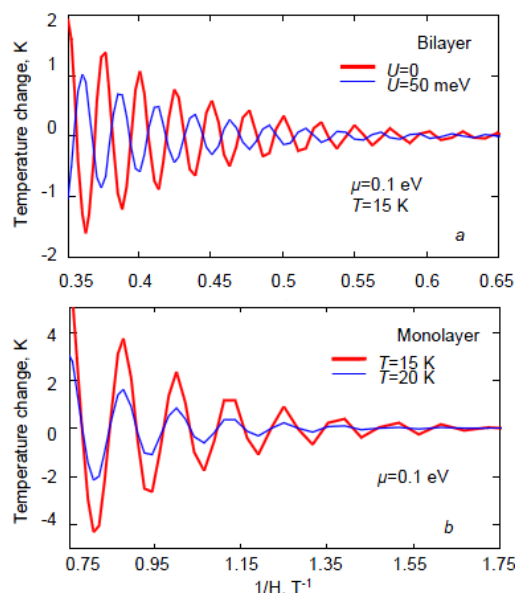 2
Bilayer
U=0
U=50 meV
1
0
-1
-2
Temperature change, K
μ=0.1 eV
T=15 K
a
0.35 0.4 0.45 0.5 0.55 0.6 0.65
4
Monolayer
T=15 K
T=20 K
2
0
-2
-4
Temperature change, K
μ=0.1 eV
b
0.75 0.95 1.15 1.35 1.55 1.75
1/H, T⁻¹